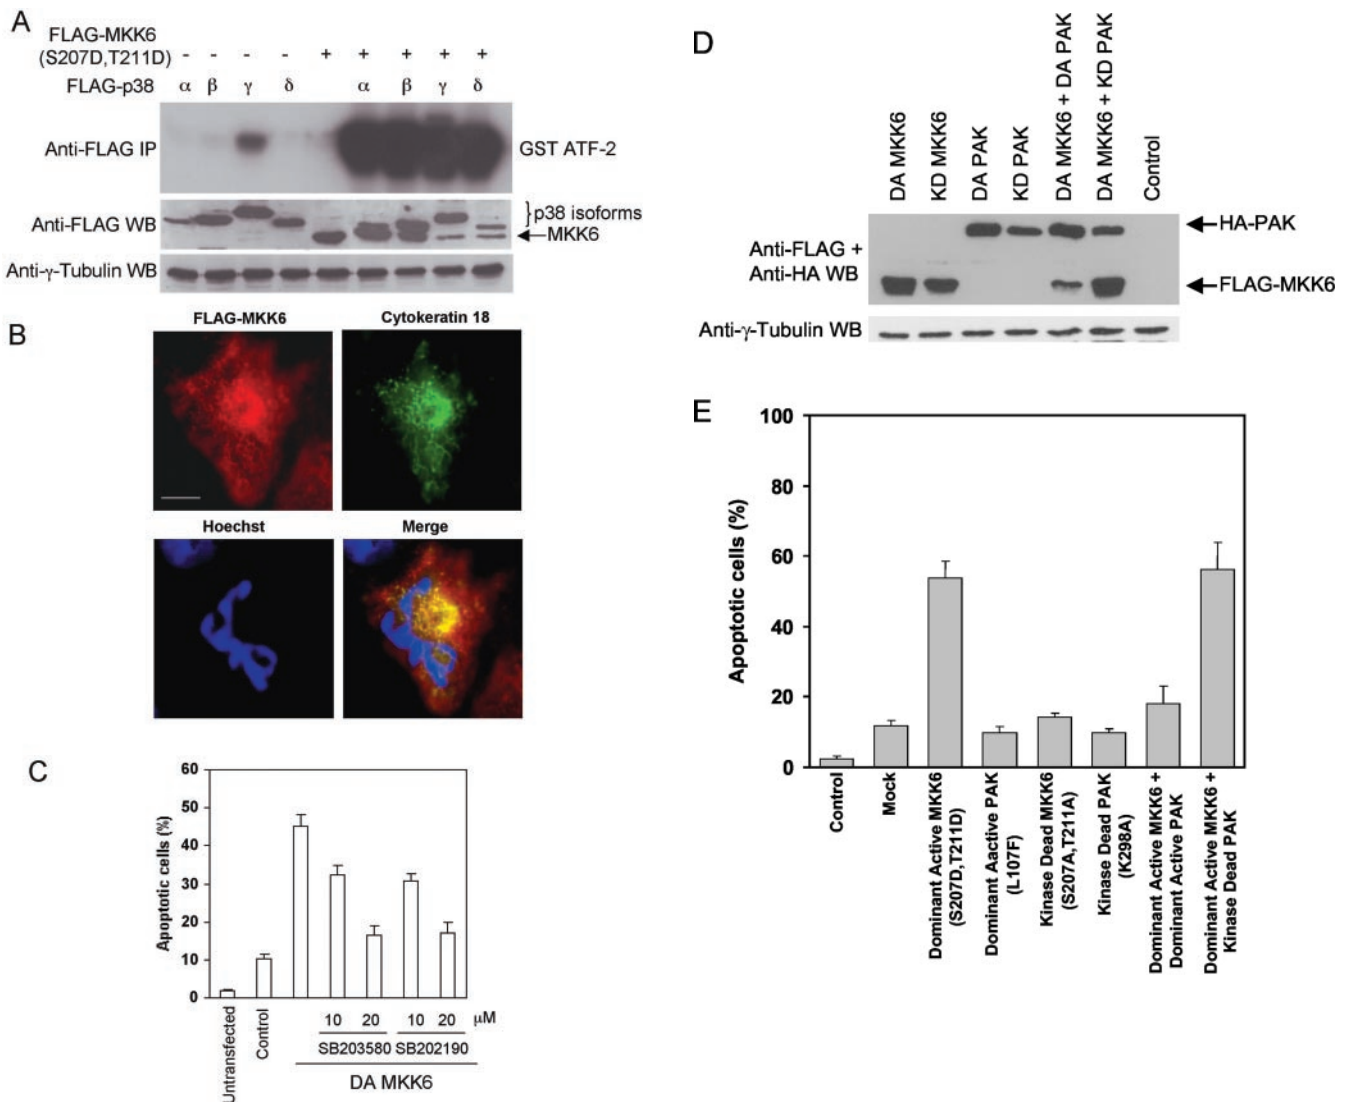 A
FLAG-MKK6
(S207D,T211D) - - - - + + + + +
FLAG-p38 α β γ δ α β γ δ
Anti-FLAG IP
GST ATF-2
Anti-FLAG WB
}p38 isoforms
MKK6
Anti-γ-Tubulin WB
B
FLAG-MKK6
Cytokeratin 18
Hoechst
Merge
C
Apoptotic cells (%)
60
50
40
30
20
10
0
Untransfected
Control
10 20 10 20 μM
SB203580 SB202190
DA MKK6
D
DA MKK6
KD MKK6
DA PAK
KD PAK
DA MKK6 + DA PAK
DA MKK6 + KD PAK
Control
Anti-FLAG +
Anti-HA WB
HA-PAK
FLAG-MKK6
Anti-γ-Tubulin WB
E
Apoptotic cells (%)
100
80
60
40
20
0
Control
Mock
Dominant Active MKK6
(S207D,T211D)
Dominant Aactive PAK
(L107F)
Kinase Dead MKK6
(S207A,T211A)
Kinase Dead PAK
(K298A)
Dominant Active MKK6 +
Dominant Active PAK
Dominant Active MKK6 +
Kinase Dead PAK